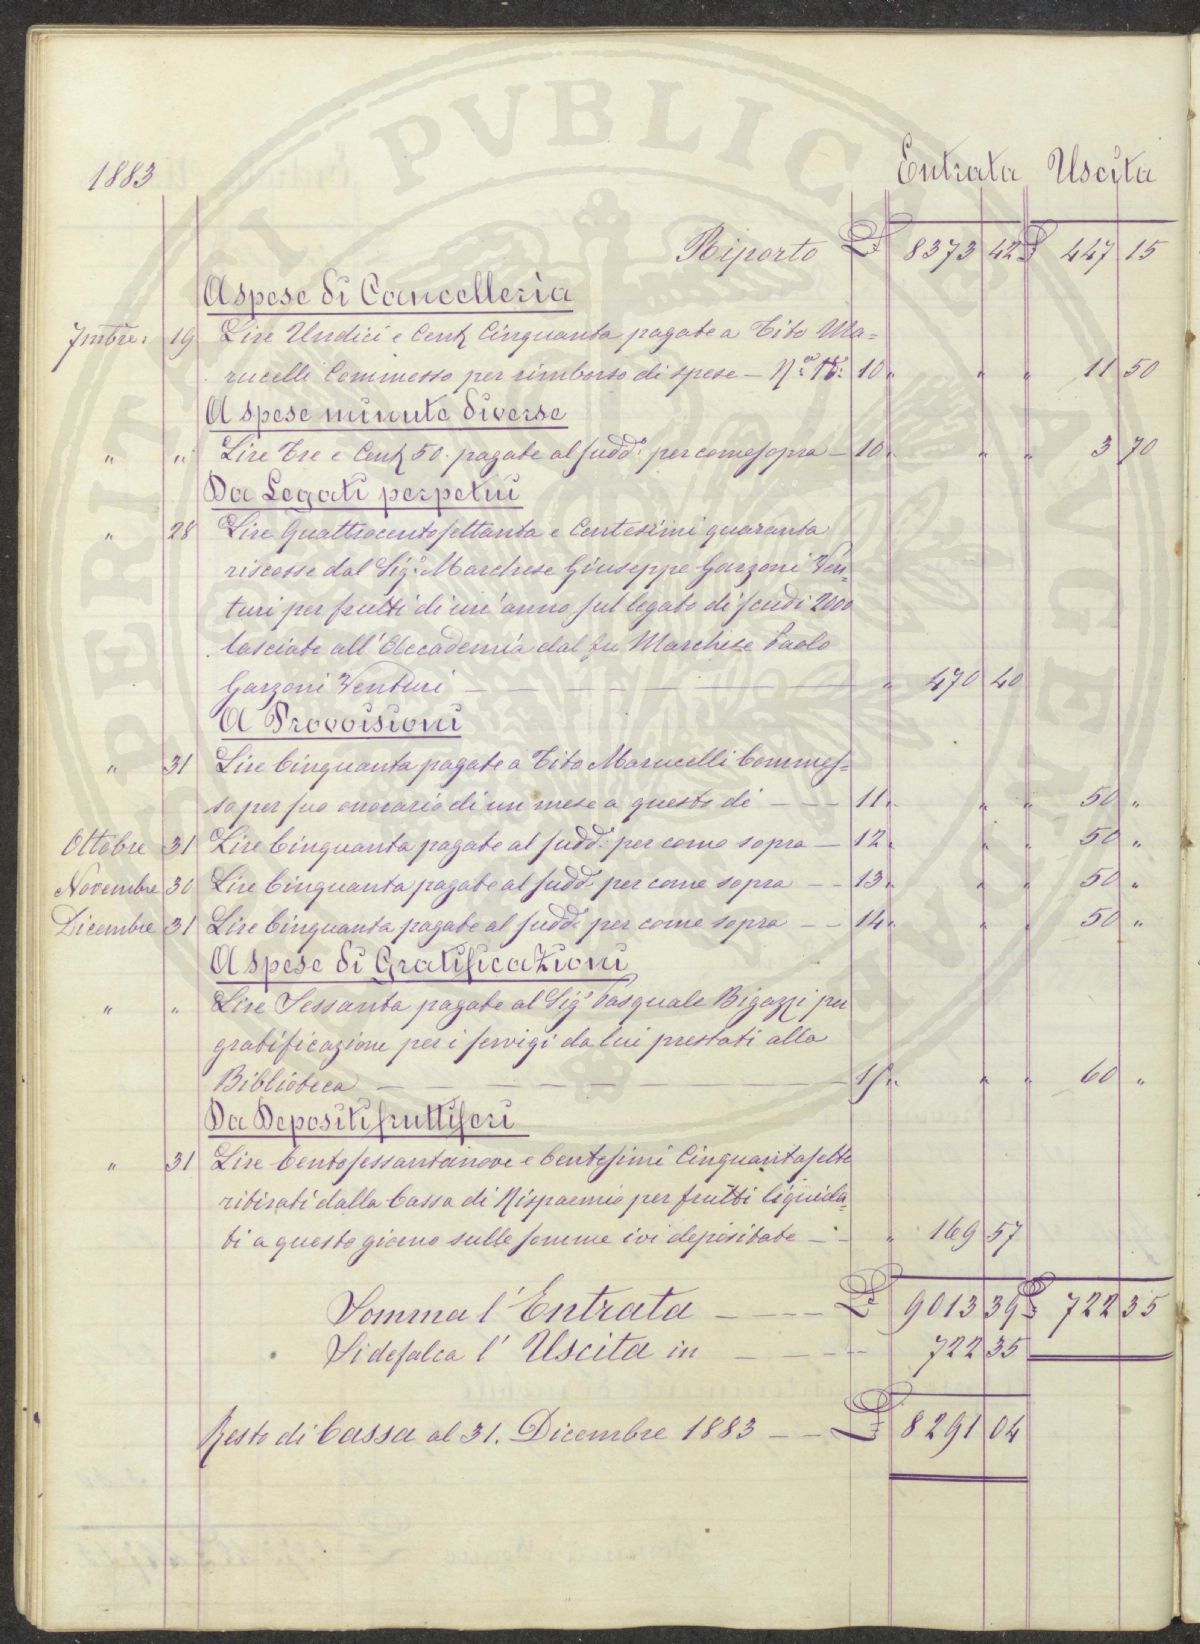 PERITATI PVBLICAE AVGENDAE
1883 Entrata Uscita
Riporto £ 8373 42 £ 447 15
A spese di Cancelleria
7mbre: 19 Lire Undici e Cent. Cinquanta pagate a Tito Ma=
rucelli Commesso per rimborso di spese — 10 " " " 11 50
A spese minute diverse
" " Lire Tre e Cent. 50. pagate al sudd.° per come sopra — 10 " " " 3 70
Da Legati perpetui
" 28 Lire Quattrocentosettanta e Centesimi quaranta
riscosse dal Sig.r Marchese Giuseppe Garzoni Ven=
turi per frutti di un'anno sul legato di scudi 2000
lasciato all'Accademia dal fu Marchese Paolo
Garzoni Venturi — — — — — — " 470 40
A Provvisioni
" 31 Lire Cinquanta pagate a Tito Marucelli Commes=
so per suo onorario di un mese a questo dì — — — 11 " " " 50 "
Ottobre 31 Lire Cinquanta pagate al sudd.° per come sopra — 12 " " " 50 "
Novembre 30 Lire Cinquanta pagate al sudd.° per come sopra — — 13 " " " 50 "
Dicembre 31 Lire Cinquanta pagate al sudd.° per come sopra — — 14 " " " 50 "
A spese di Gratificazioni
" " Lire Sessanta pagate al Sig.r Pasquale Bigazzi per
gratificazione per i servigi da lui prestati alla
Biblioteca — — — — — — — 15 " " " 60 "
Da Depositi fruttiferi
" 31 Lire Centosessantanove e Centesimi Cinquantasette
ritirati dalla Cassa di Risparmio per frutti liquida=
ti a questo giorno sulle somme ivi depositate — — " 169 57
Somma l'Entrata — — — — £ 9013 39 £ 722 35
Si defalca l'Uscita in — — — — 722 35
Resto di Cassa al 31. Dicembre 1883 — — £ 8291 04